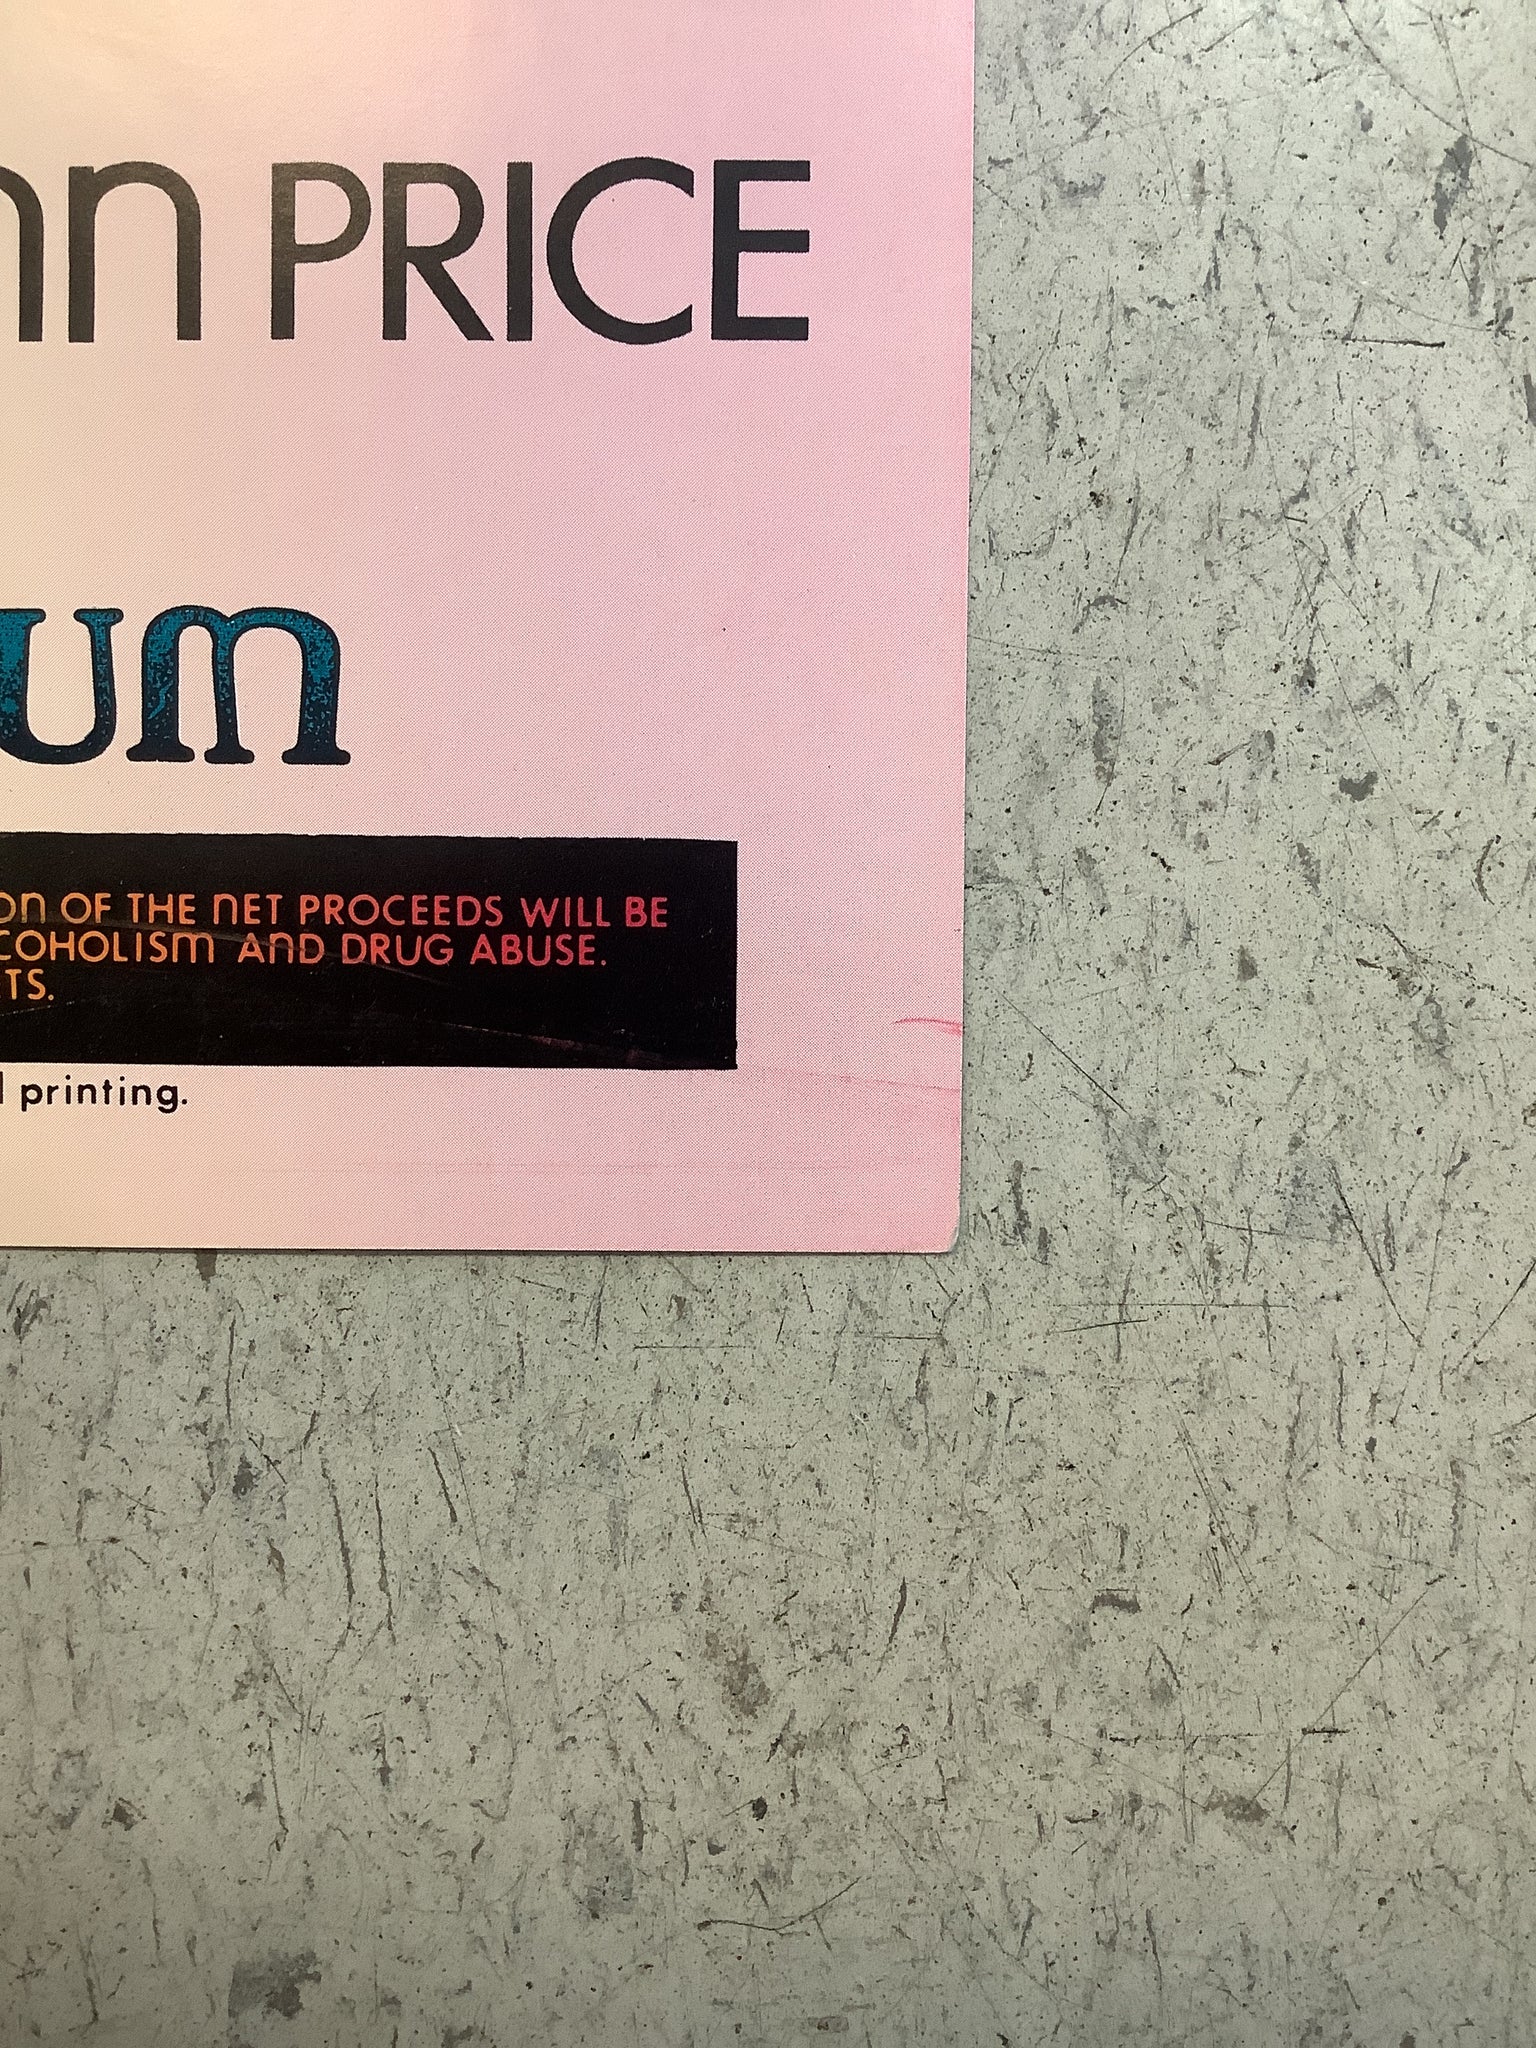 nn PRICE
um
on OF THE NET PROCEEDS WILL BE
COHOLISM AND DRUG ABUSE.
TS.
l printing.